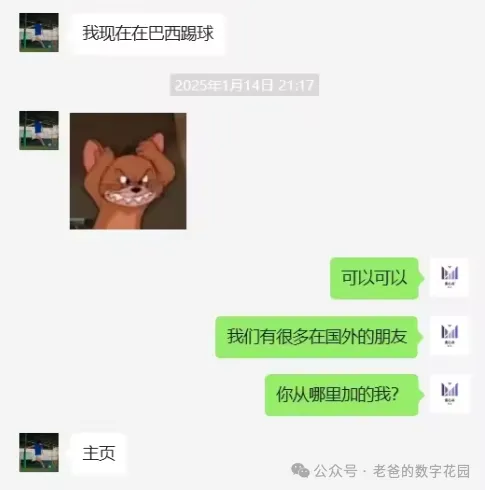 我现在在巴西踢球
2025年1月14日 21:17
可以可以
我们有很多在国外的朋友
你从哪里加的我?
主页
公众号 · 老爸的数字花园